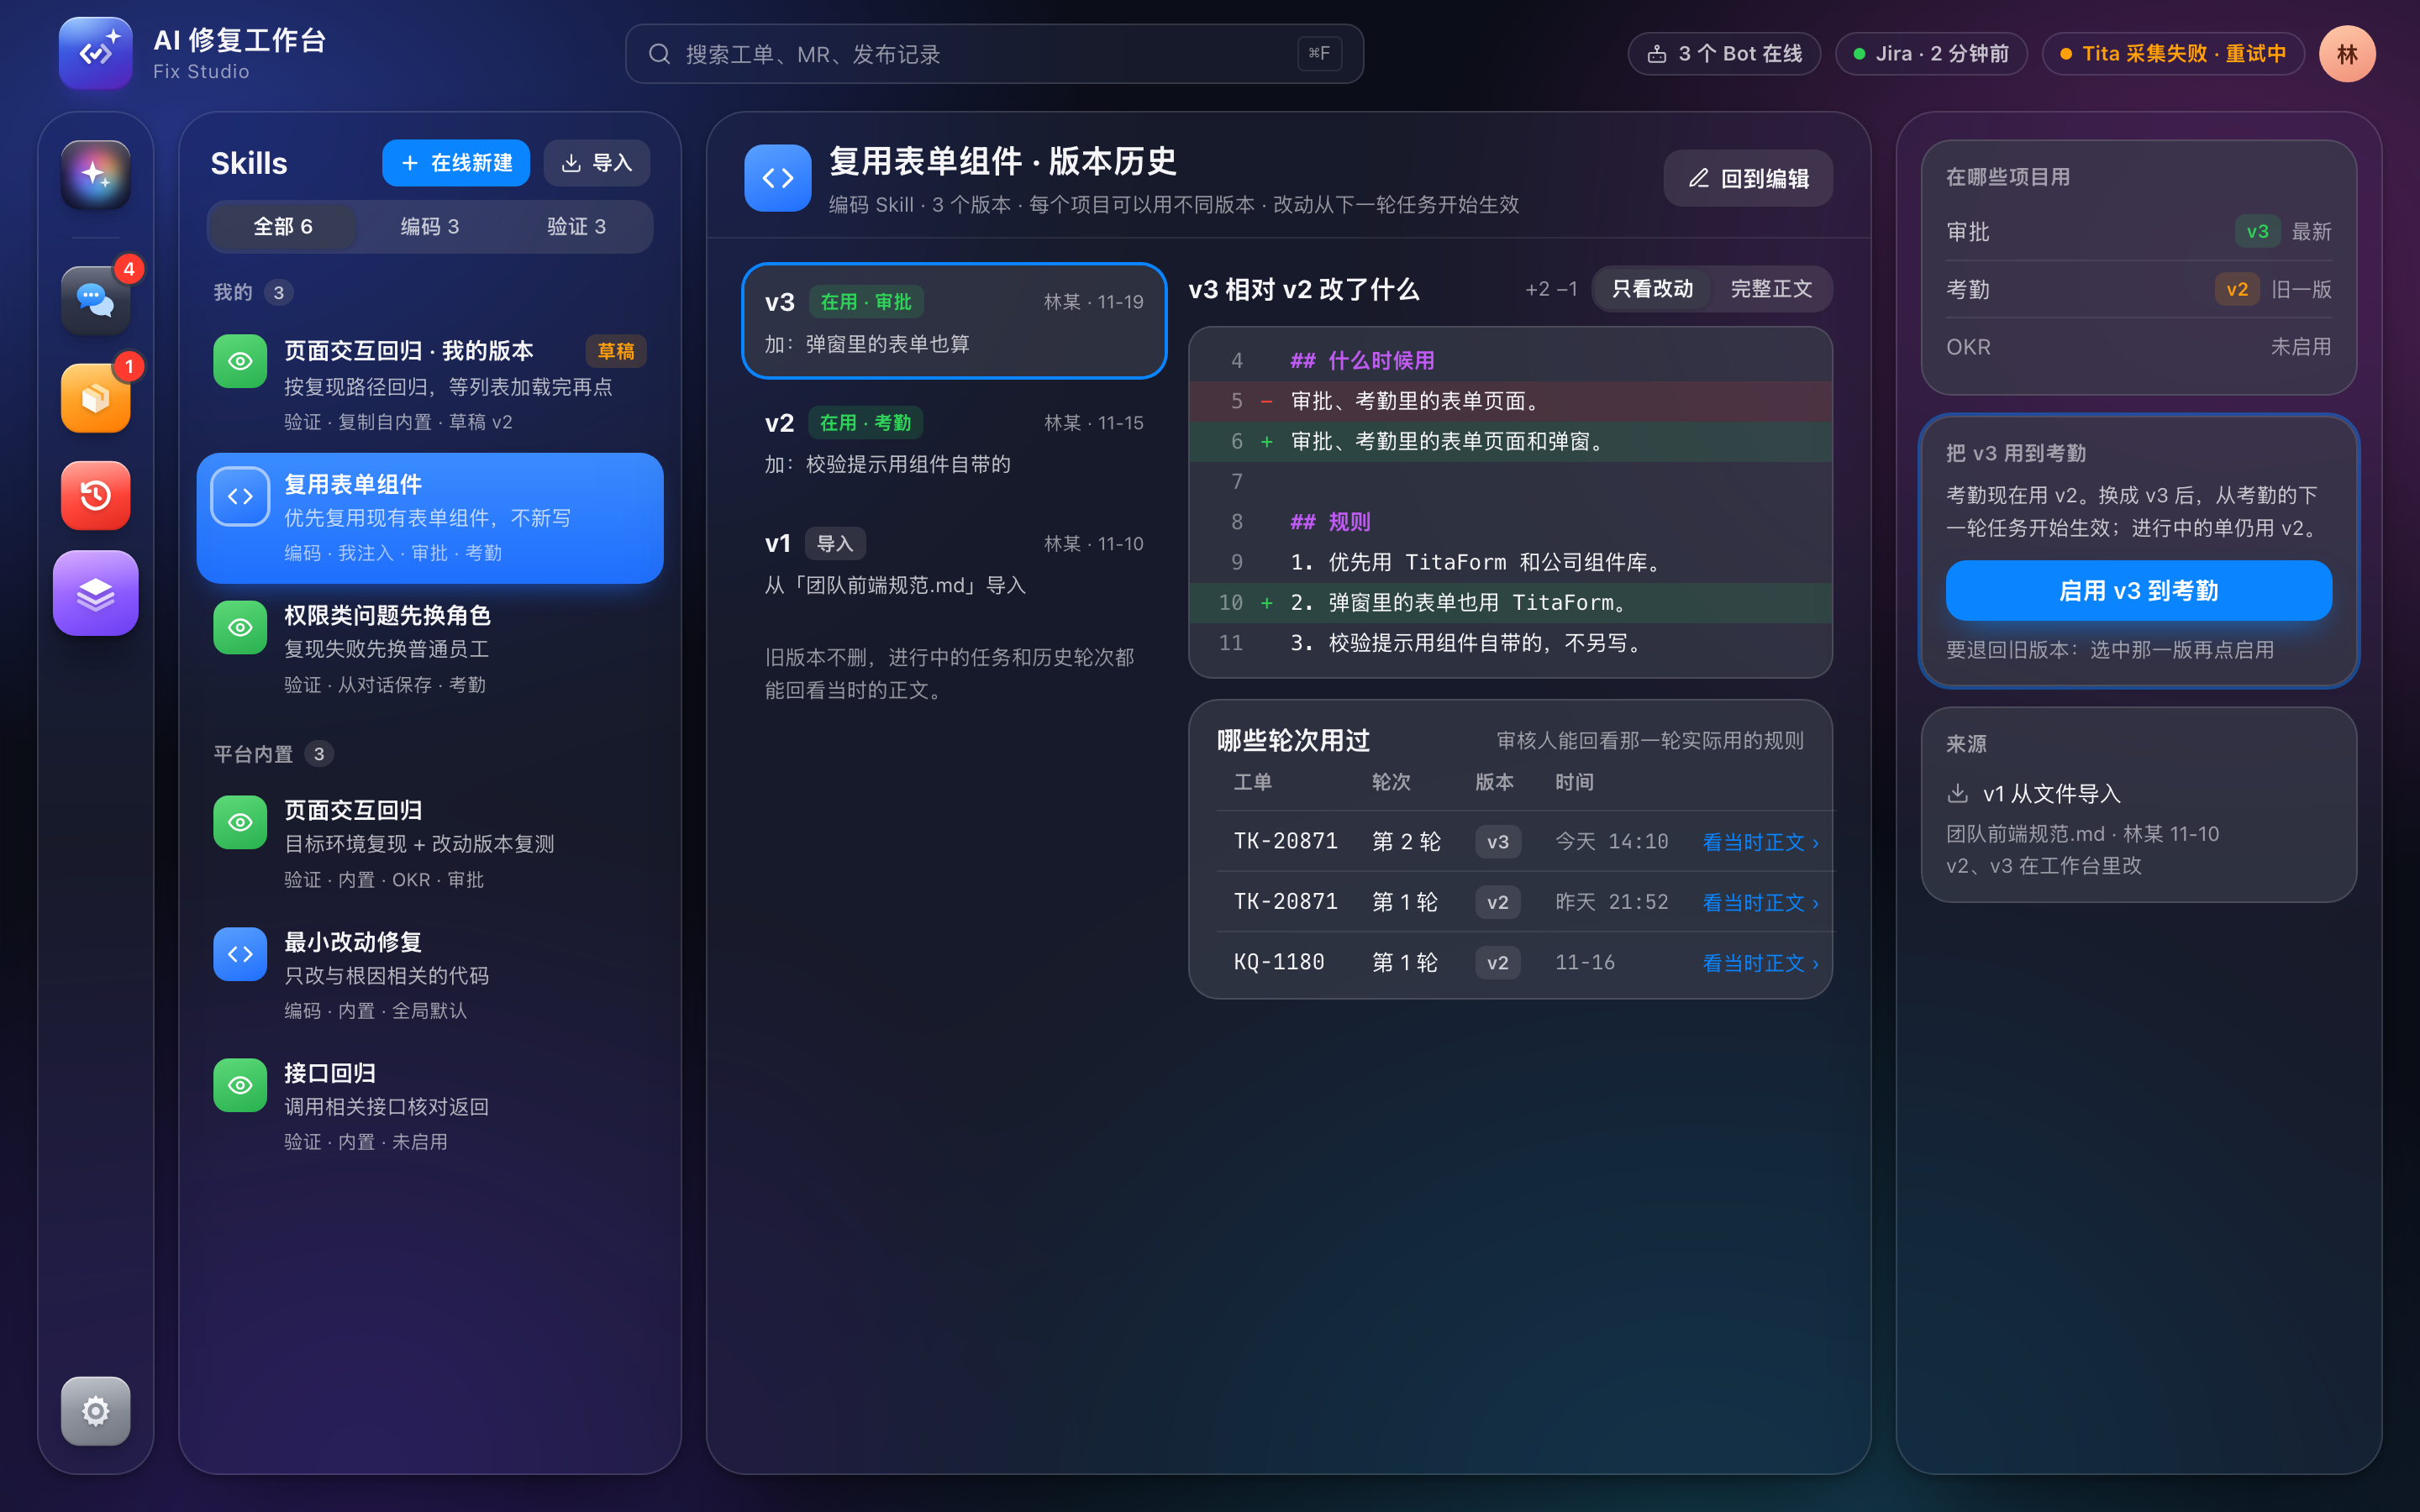 AI 修复工作台
Fix Studio
搜索工单、MR、发布记录
⌘F
3 个 Bot 在线
Jira · 2 分钟前
Tita 采集失败 · 重试中
林
4
1
Skills
+ 在线新建
导入
全部 6
编码 3
验证 3
我的 3
页面交互回归 · 我的版本
草稿
按复现路径回归，等列表加载完再点
验证 · 复制自内置 · 草稿 v2
复用表单组件
优先复用现有表单组件，不新写
编码 · 我注入 · 审批 · 考勤
权限类问题先换角色
复现失败先换普通员工
验证 · 从对话保存 · 考勤
平台内置 3
页面交互回归
目标环境复现 + 改动版本复测
验证 · 内置 · OKR · 审批
最小改动修复
只改与根因相关的代码
编码 · 内置 · 全局默认
接口回归
调用相关接口核对返回
验证 · 内置 · 未启用
复用表单组件 · 版本历史
编码 Skill · 3 个版本 · 每个项目可以用不同版本 · 改动从下一轮任务开始生效
回到编辑
v3 在用 · 审批 林某 · 11-19
加：弹窗里的表单也算
v2 在用 · 考勤 林某 · 11-15
加：校验提示用组件自带的
v1 导入 林某 · 11-10
从「团队前端规范.md」导入
旧版本不删，进行中的任务和历史轮次都
能回看当时的正文。
v3 相对 v2 改了什么
+2 −1
只看改动
完整正文
4 ## 什么时候用
5 − 审批、考勤里的表单页面。
6 + 审批、考勤里的表单页面和弹窗。
7
8 ## 规则
9 1. 优先用 TitaForm 和公司组件库。
10 + 2. 弹窗里的表单也用 TitaForm。
11 3. 校验提示用组件自带的，不另写。
哪些轮次用过
审核人能回看那一轮实际用的规则
工单 轮次 版本 时间
TK-20871 第 2 轮 v3 今天 14:10 看当时正文 ›
TK-20871 第 1 轮 v2 昨天 21:52 看当时正文 ›
KQ-1180 第 1 轮 v2 11-16 看当时正文 ›
在哪些项目用
审批 v3 最新
考勤 v2 旧一版
OKR 未启用
把 v3 用到考勤
考勤现在用 v2。换成 v3 后，从考勤的下
一轮任务开始生效；进行中的单仍用 v2。
启用 v3 到考勤
要退回旧版本：选中那一版再点启用
来源
v1 从文件导入
团队前端规范.md · 林某 11-10
v2、v3 在工作台里改